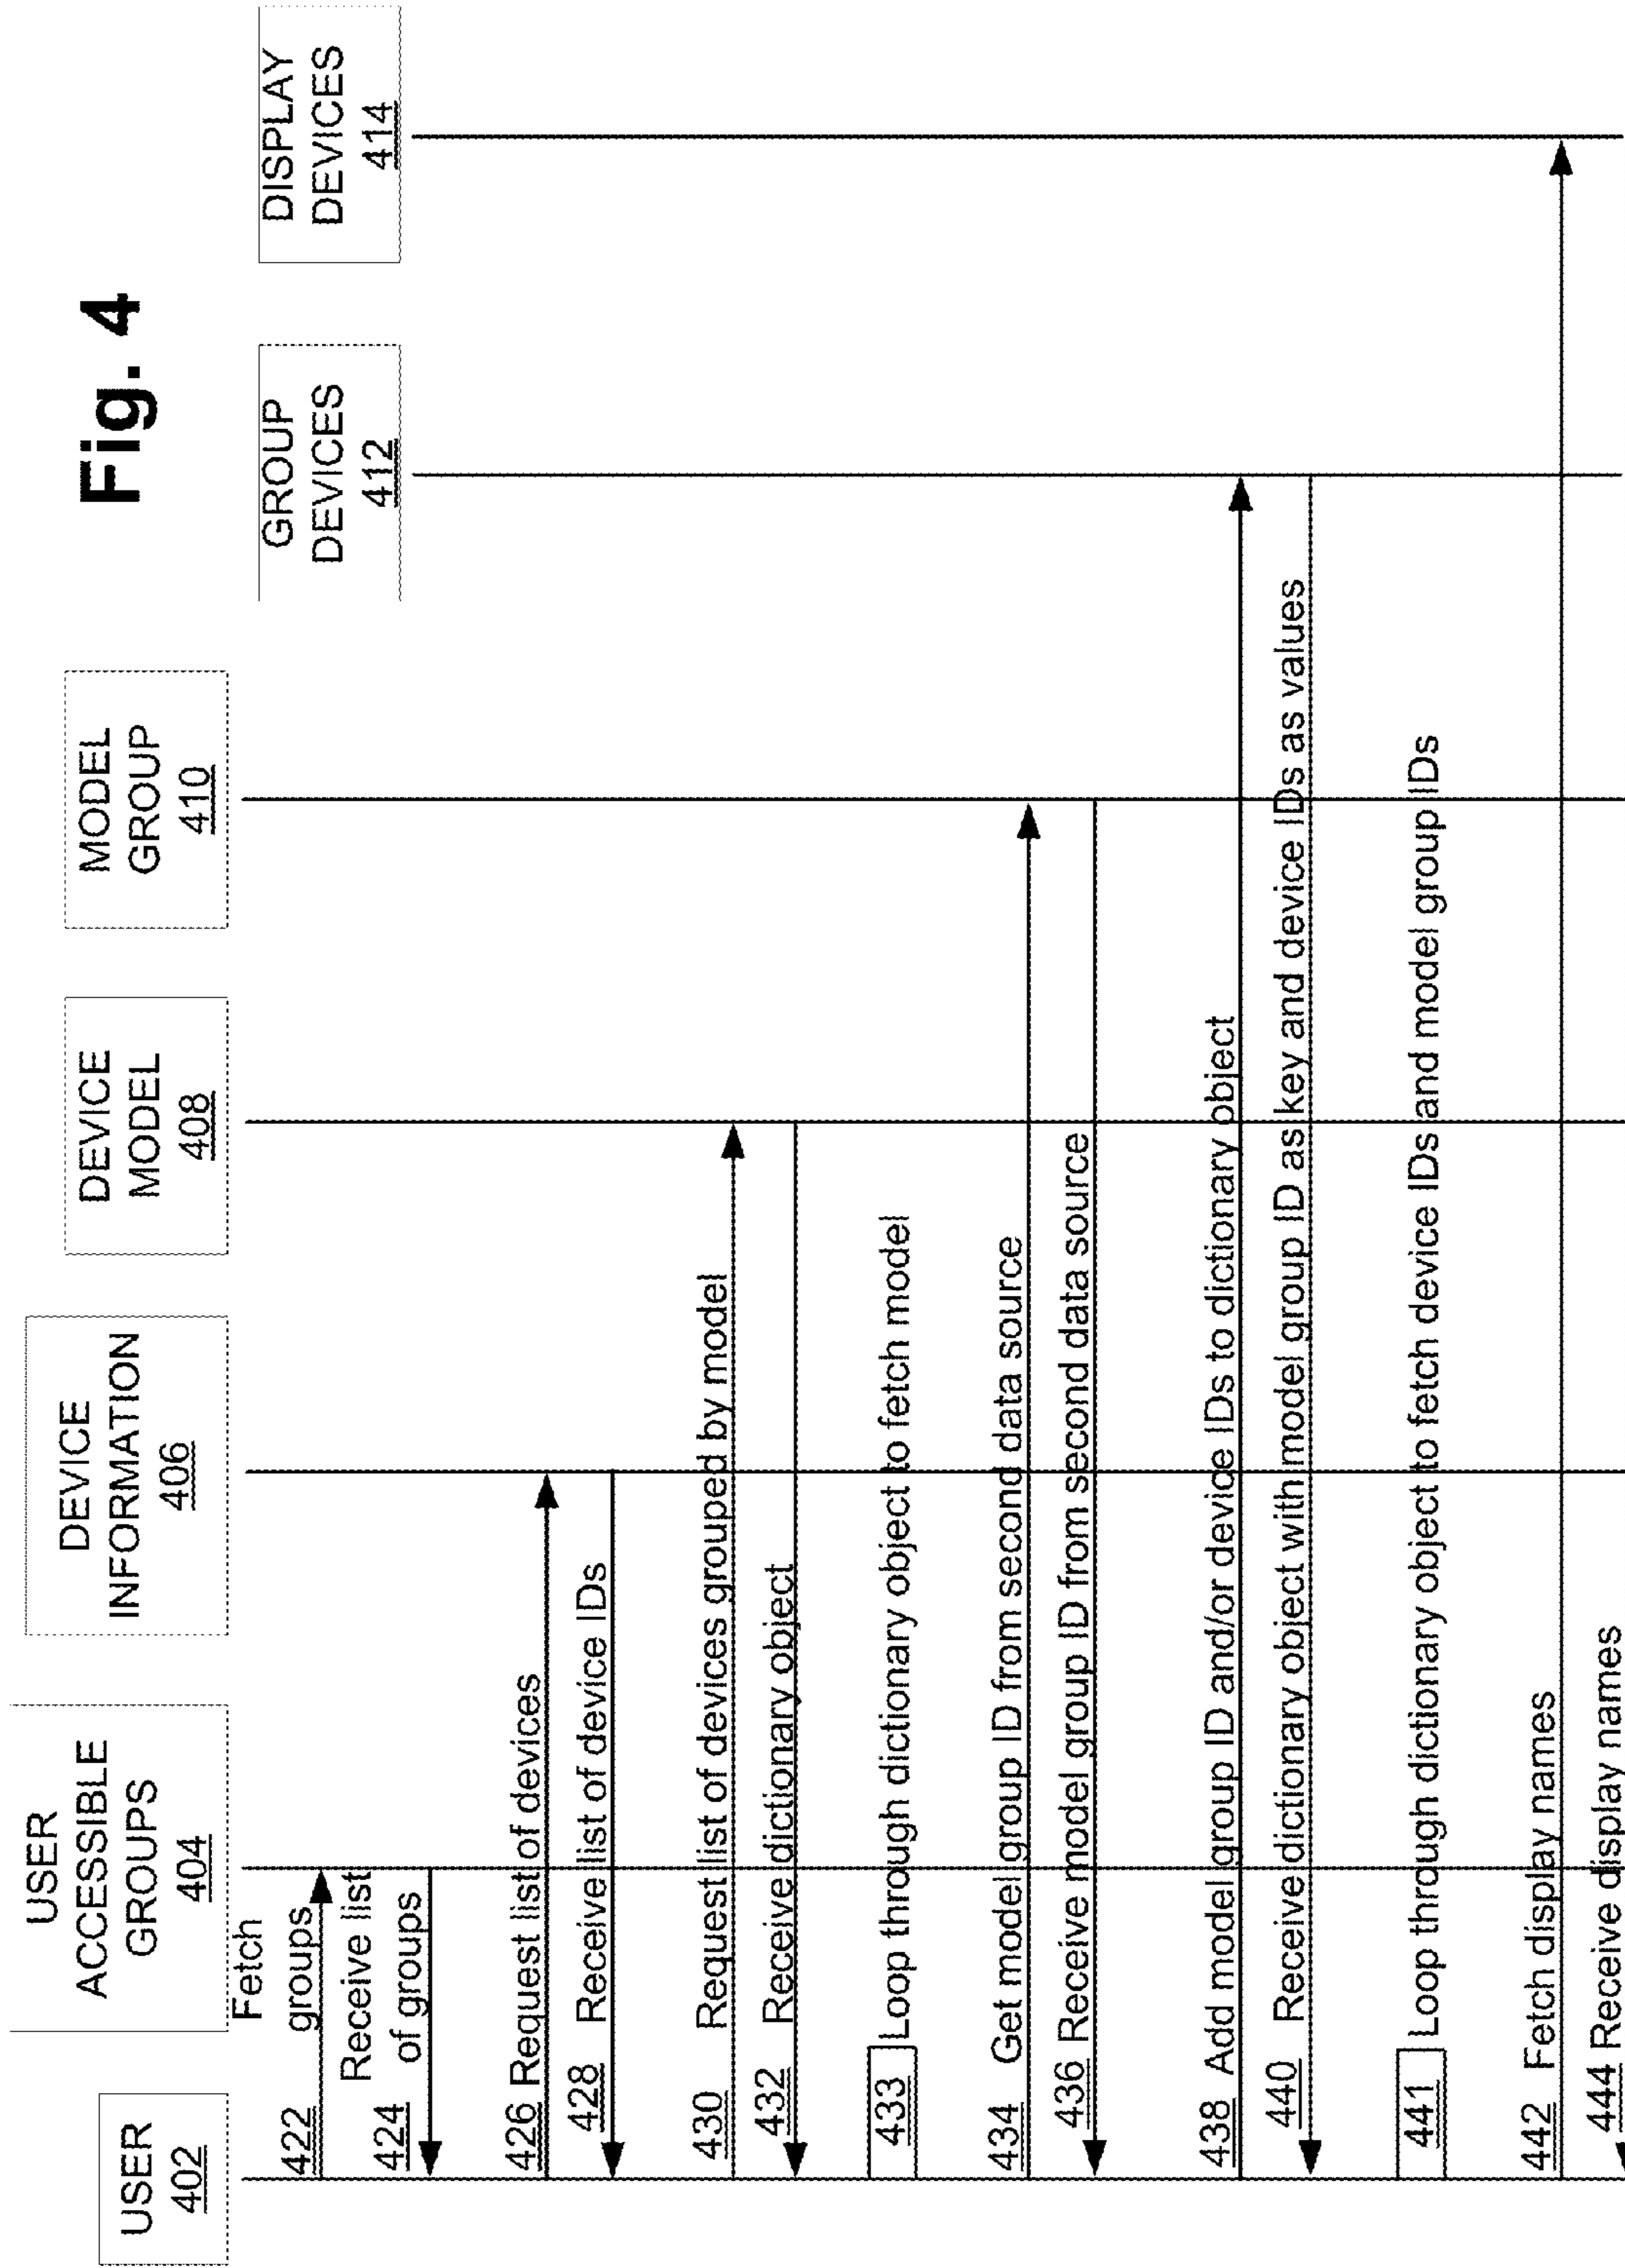 Fig. 4
USER
402
USER
ACCESSIBLE
GROUPS
404
DEVICE
INFORMATION
406
DEVICE
MODEL
408
MODEL
GROUP
410
GROUP
DEVICES
412
DISPLAY
DEVICES
414
Fetch
422 groups
Receive list
424 of groups
426 Request list of devices
428 Receive list of device IDs
430 Request list of devices grouped by model
432 Receive dictionary object
433 Loop through dictionary object to fetch model
434 Get model group ID from second data source
436 Receive model group ID from second data source
438 Add model group ID and/or device IDs to dictionary object
440 Receive dictionary object with model group ID as key and device IDs as values
441 Loop through dictionary object to fetch device IDs and model group IDs
442 Fetch display names
444 Receive display names